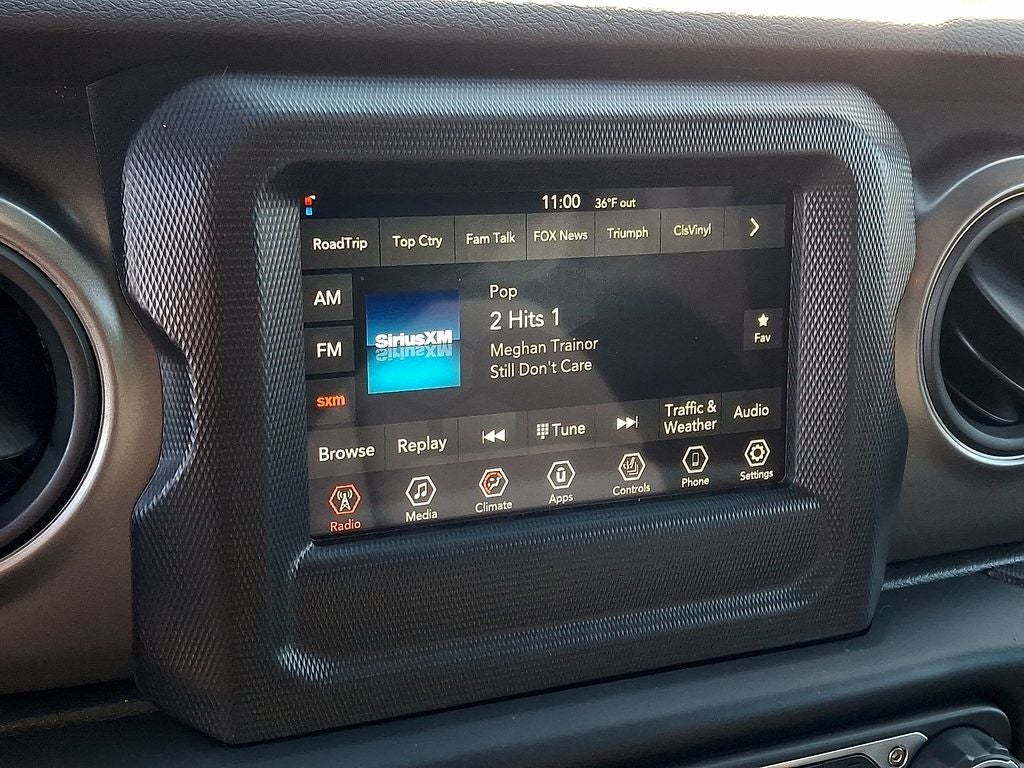 11:00 36°F out
RoadTrip Top Ctry Fam Talk FOX News Triumph ClsVinyl
AM
FM
sxm
SiriusXM
Pop
2 Hits 1
Meghan Trainor
Still Don't Care
Fav
Browse Replay Tune Traffic & Weather Audio
Radio Media Climate Apps Controls Phone Settings